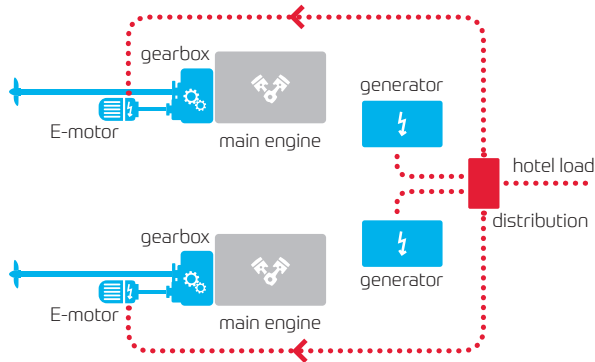 gearbox
generator
E-motor
main engine
hotel load
distribution
gearbox
generator
E-motor
main engine